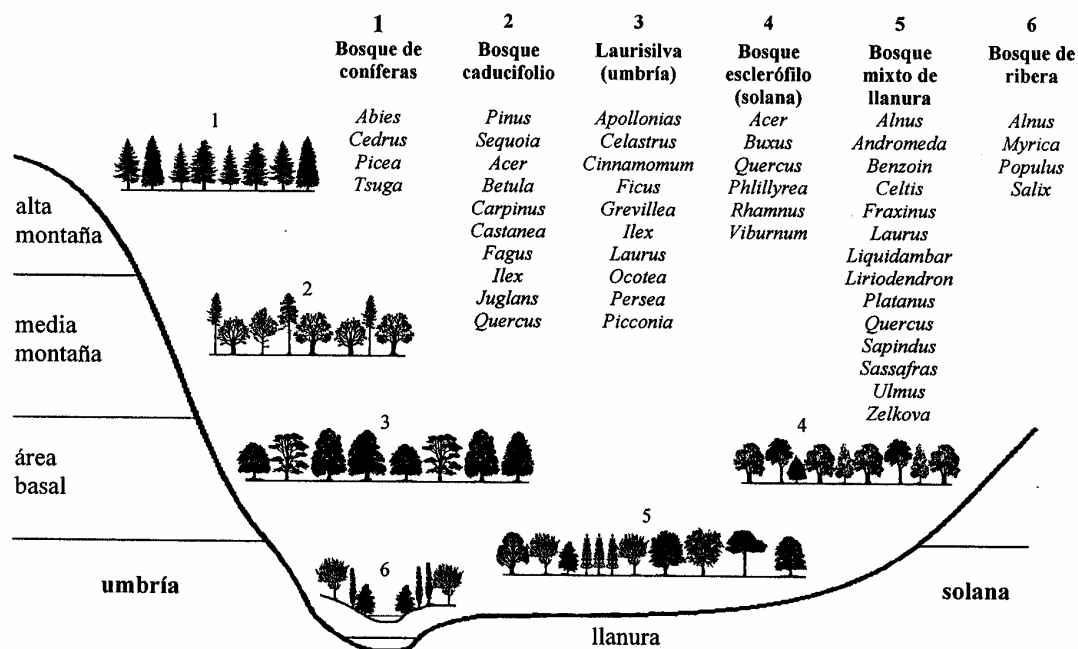 1
Bosque de
coníferas
Abies
Cedrus
Picea
Tsuga
2
Bosque
caducifolio
Pinus
Sequoia
Acer
Betula
Carpinus
Castanea
Fagus
Ilex
Juglans
Quercus
3
Laurisilva
(umbría)
Apollonias
Celastrus
Cinnamomum
Ficus
Grevillea
Ilex
Laurus
Ocotea
Persea
Picconia
4
Bosque
esclerófilo
(solana)
Acer
Buxus
Quercus
Phlillyrea
Rhamnus
Viburnum
5
Bosque
mixto de
llanura
Alnus
Andromeda
Benzoin
Celtis
Fraxinus
Laurus
Liquidambar
Liriodendron
Platanus
Quercus
Sapindus
Sassafras
Ulmus
Zelkova
6
Bosque de
ribera
Alnus
Myrica
Populus
Salix
1
alta
montaña
2
media
montaña
3
4
área
basal
5
6
umbría
solana
llanura